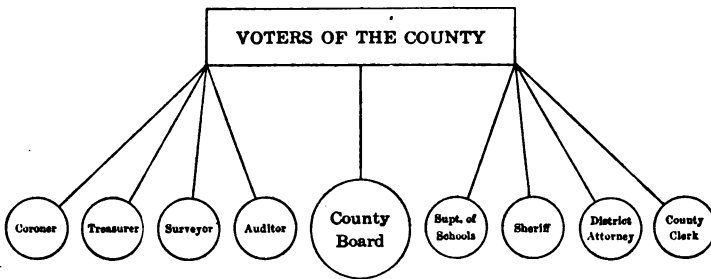 VOTERS OF THE COUNTY
Coroner
Treasurer
Surveyor
Auditor
County
Board
Supt. of
Schools
Sheriff
District
Attorney
County
Clerk